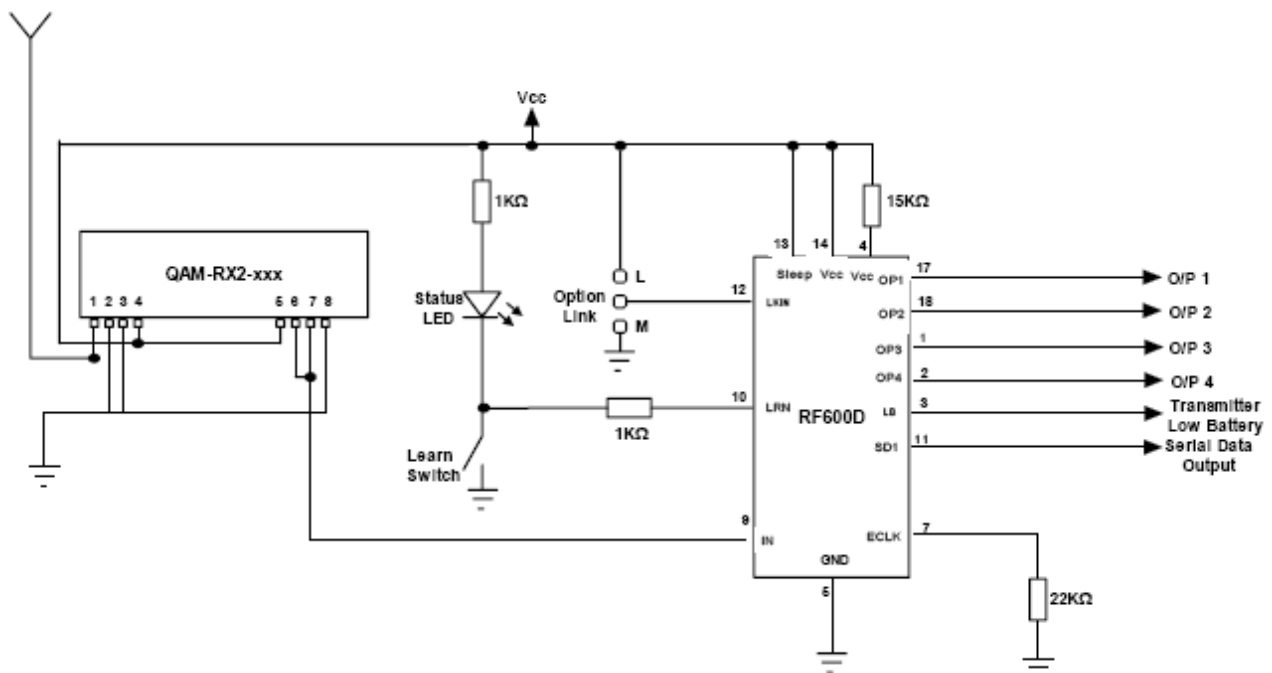 Vcc
1KΩ
15KΩ
QAM-RX2-xxx
1 2 3 4 5 6 7 8
13 14 4
Sleep Vcc Vcc
OP1 17 O/P 1
L
Status
LED
Option
Link
12 LKIN
OP2 18 O/P 2
M
OP3 1 O/P 3
OP4 2 O/P 4
10 LRN
RF600D
LB 3 Transmitter
Low Battery
1KΩ
SD1 11 Serial Data
Output
Learn
Switch
9 IN
ECLK 7
GND
5
22KΩ